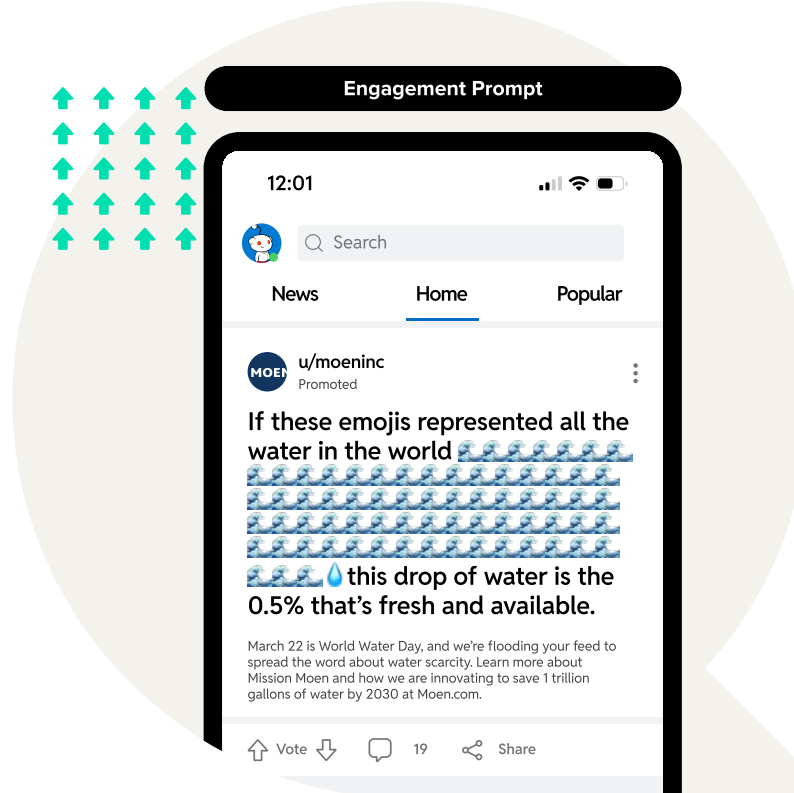 Engagement Prompt
12:01
Search
News Home Popular
MOEN
u/moeninc
Promoted
If these emojis represented all the
water in the world 🌊🌊🌊🌊🌊🌊🌊
🌊🌊🌊🌊🌊🌊🌊🌊🌊🌊🌊🌊🌊🌊🌊
🌊🌊🌊🌊🌊🌊🌊🌊🌊🌊🌊🌊🌊🌊🌊
🌊🌊🌊🌊🌊🌊🌊🌊🌊🌊🌊🌊🌊🌊🌊
🌊🌊🌊🌊🌊🌊🌊🌊🌊🌊🌊🌊🌊🌊🌊
🌊🌊🌊💧this drop of water is the
0.5% that’s fresh and available.
March 22 is World Water Day, and we’re flooding your feed to
spread the word about water scarcity. Learn more about
Mission Moen and how we are innovating to save 1 trillion
gallons of water by 2030 at Moen.com.
Vote 19 Share